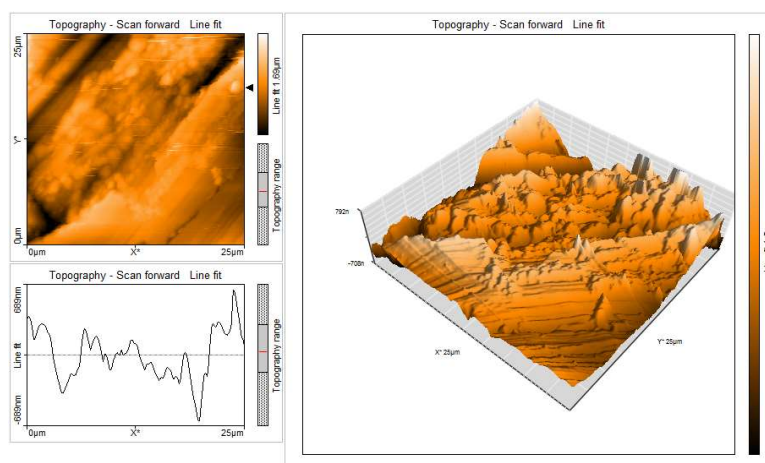 Topography - Scan forward Line fit
25µm
Y*
0µm
0µm X* 25µm
Line fit 1.69µm
Topography range
Topography - Scan forward Line fit
689nm
Line fit
-689nm
0µm X* 25µm
Topography range
Topography - Scan forward Line fit
792n
-708n
X* 25µm
Y* 25µm